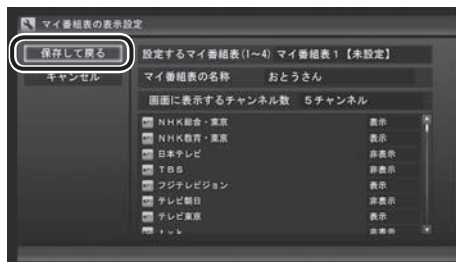 マイ番組表の表示設定
保存して戻る
キャンセル
設定するマイ番組表(1~4) マイ番組表1【未設定】
マイ番組表の名称 おとうさん
画面に表示するチャンネル数 5チャンネル
NHK総合・東京 表示
NHK教育・東京 表示
日本テレビ 非表示
TBS 非表示
フジテレビジョン 表示
テレビ朝日 非表示
テレビ東京 表示
tvk 非表示